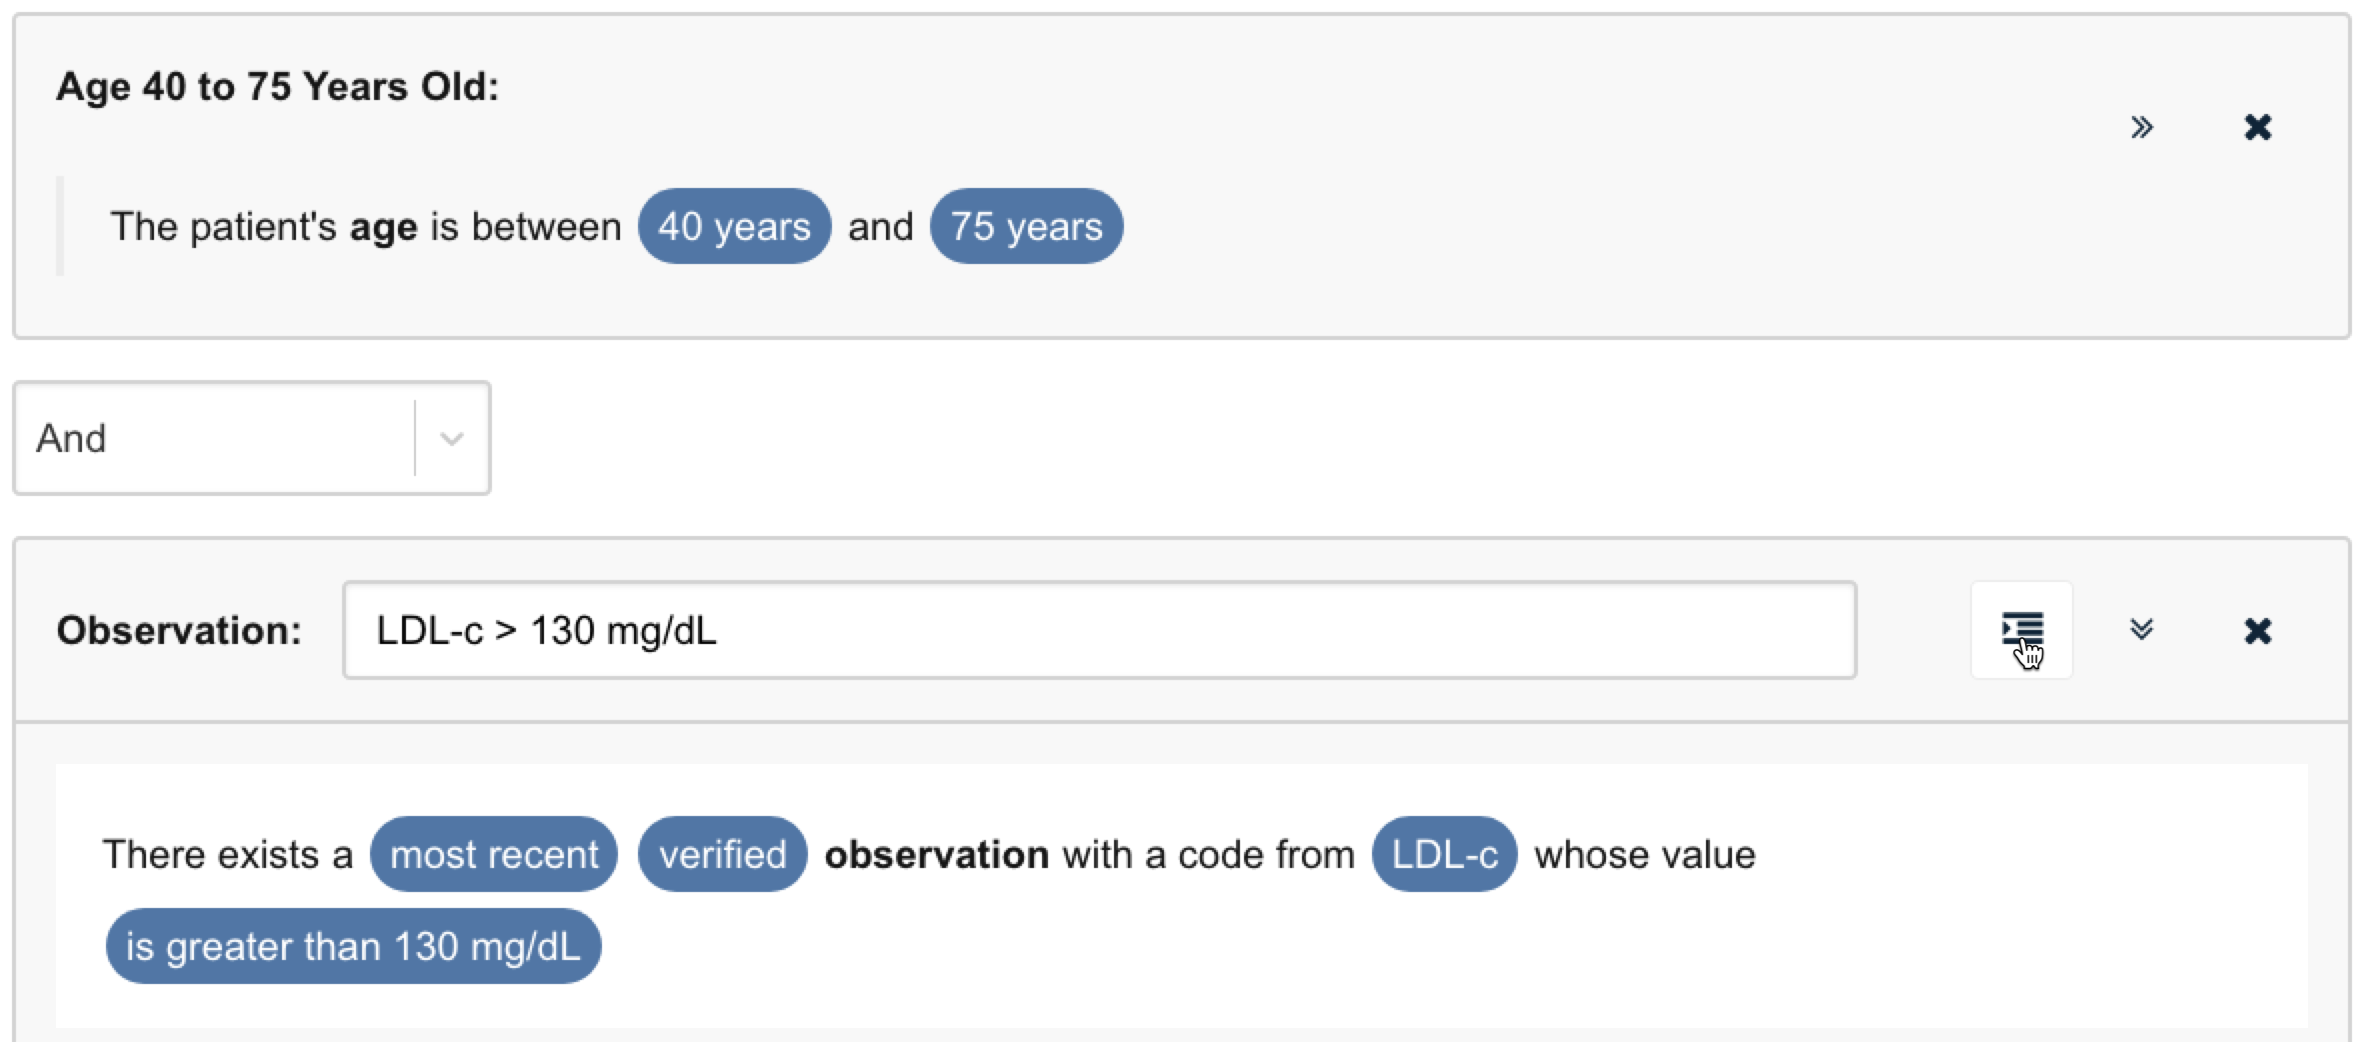 Age 40 to 75 Years Old:
The patient's age is between 40 years and 75 years
And
Observation: LDL-c > 130 mg/dL
There exists a most recent verified observation with a code from LDL-c whose value
is greater than 130 mg/dL